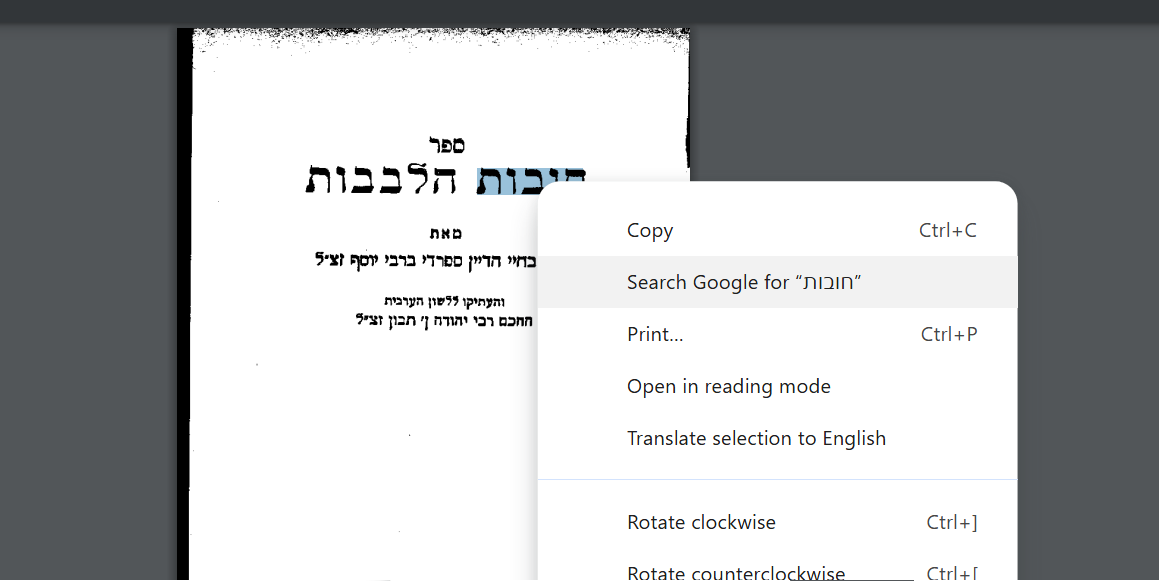 ספר
חובות הלבבות
מאת
בחיי הדיין ספרדי ברבי יוסף זצ״ל
והעתיקו ללשון הערבית
החכם רבי יהודה ן׳ תבון זצ״ל
Copy Ctrl+C
Search Google for “חובות”
Print... Ctrl+P
Open in reading mode
Translate selection to English
Rotate clockwise Ctrl+]
Rotate counterclockwise Ctrl+[